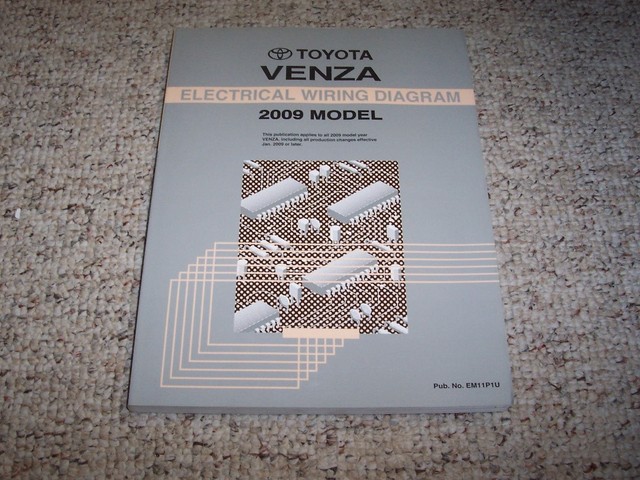 TOYOTA
VENZA
ELECTRICAL WIRING DIAGRAM
2009 MODEL
This publication applies to all 2009 model year
VENZA, including all production changes effective
Jan. 2009 or later.
Pub. No. EM11P1U